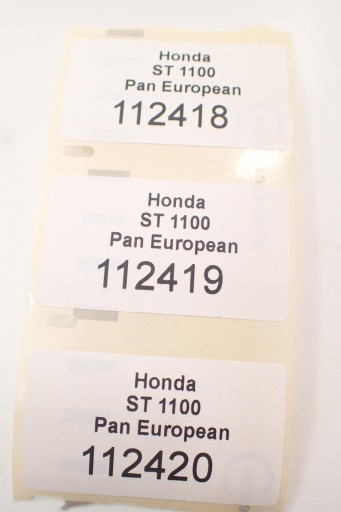 Honda
ST 1100
Pan European
112418
Honda
ST 1100
Pan European
112419
Honda
ST 1100
Pan European
112420